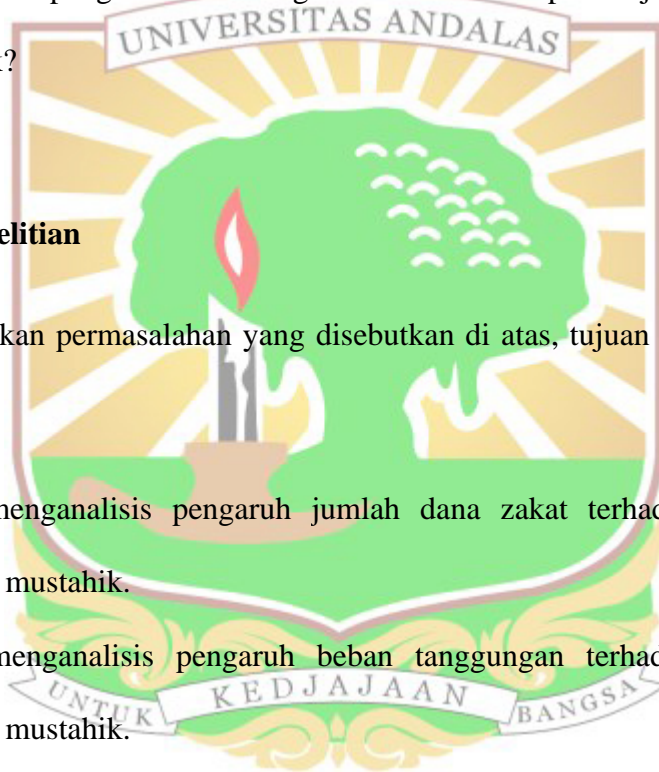 UNIVERSITAS ANDALAS
?
elitian
kan permasalahan yang disebutkan di atas, tujuan
menganalisis pengaruh jumlah dana zakat terhad
mustahik.
menganalisis pengaruh beban tanggungan terhad
mustahik.
UNTUK KEDJAJAAN BANGSA